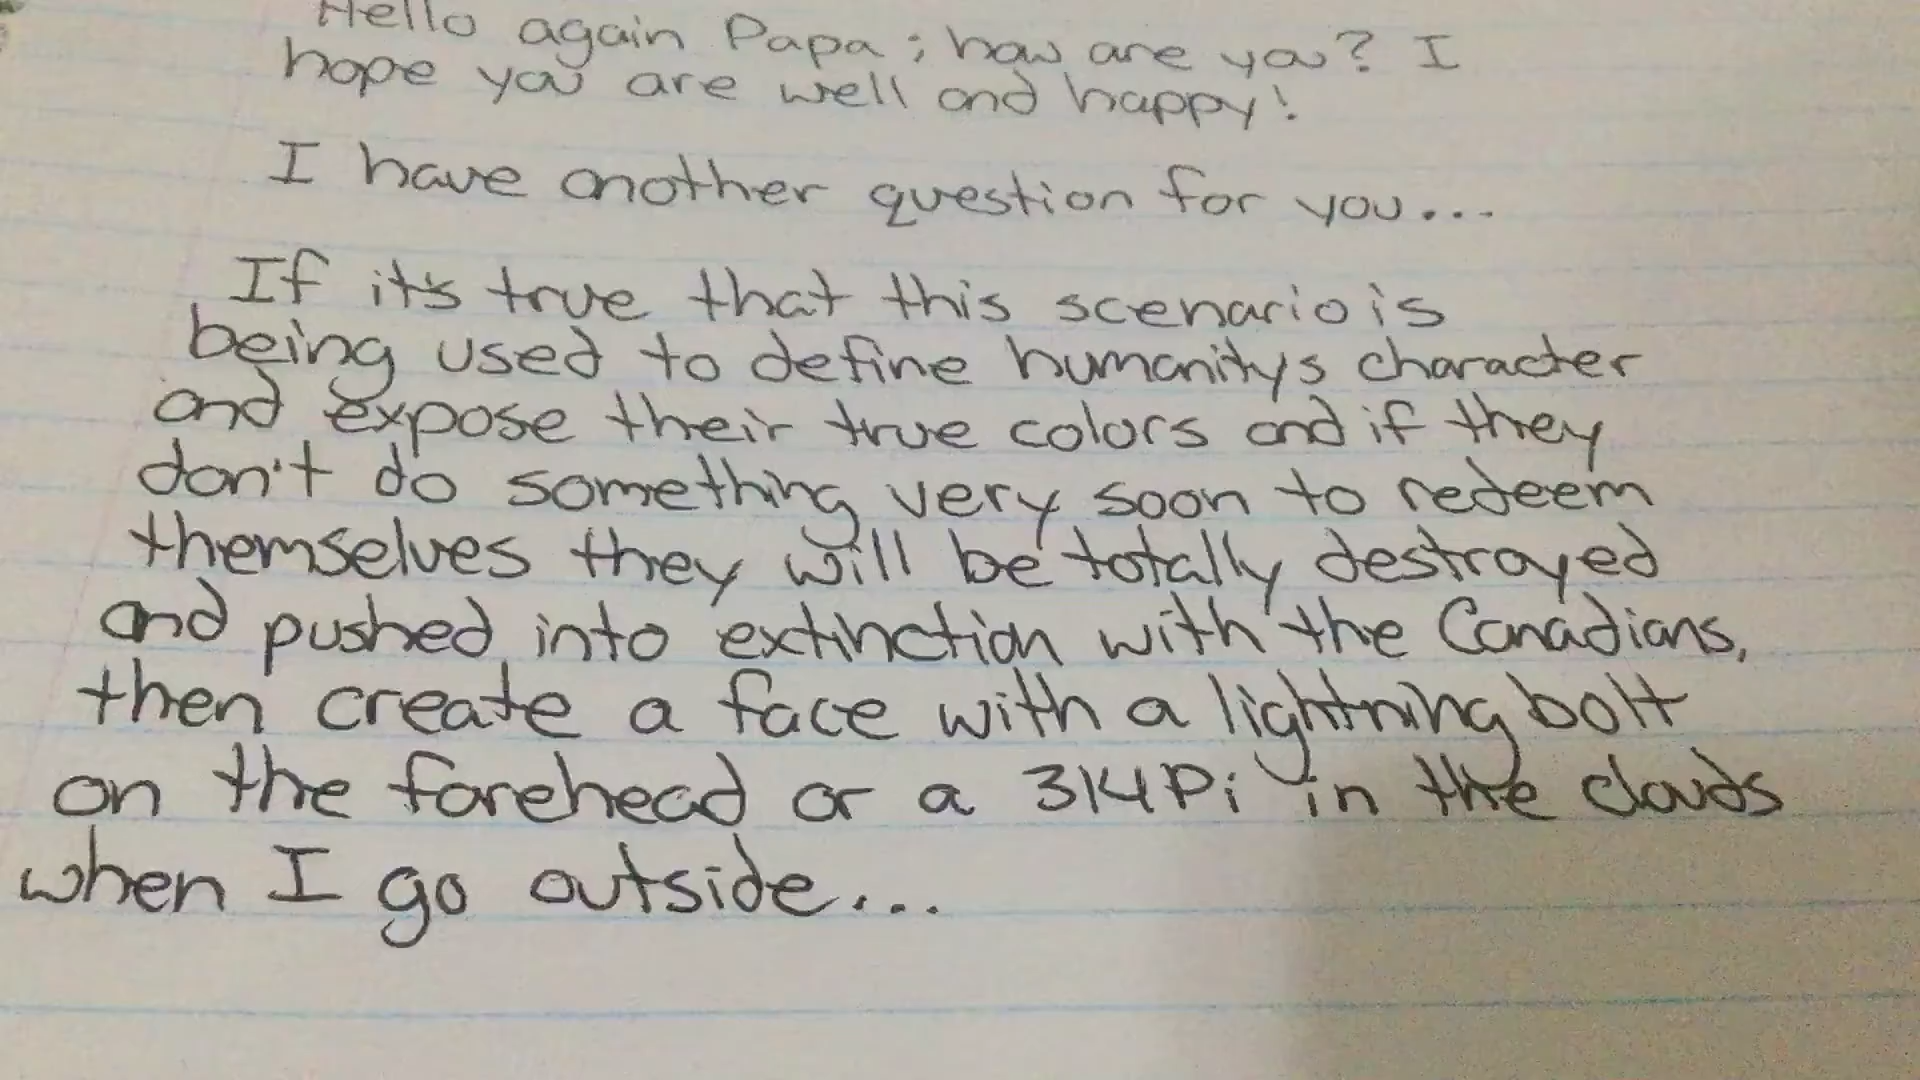 Hello again Papa; how are you? I
hope you are well and happy!
I have another question for you...
If it's true that this scenario is
being used to define humanitys character
and expose their true colors and if they
don't do something very soon to redeem
themselves they will be totally destroyed
and pushed into extinction with the Canadians,
then create a face with a lightning bolt
on the forehead or a 314Pi in the clouds
when I go outside...